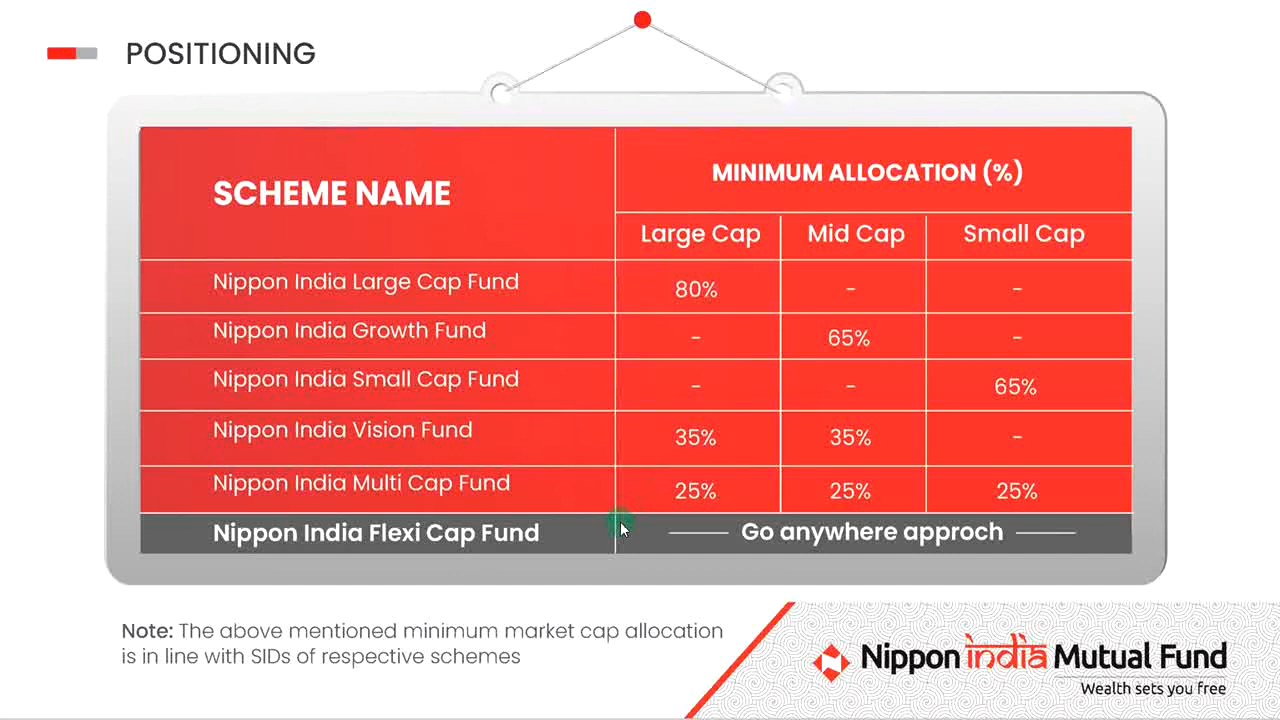 POSITIONING
SCHEME NAME
MINIMUM ALLOCATION (%)
Large Cap Mid Cap Small Cap
Nippon India Large Cap Fund 80% - -
Nippon India Growth Fund - 65% -
Nippon India Small Cap Fund - - 65%
Nippon India Vision Fund 35% 35% -
Nippon India Multi Cap Fund 25% 25% 25%
Nippon India Flexi Cap Fund Go anywhere approch
Note: The above mentioned minimum market cap allocation
is in line with SIDs of respective schemes
Nippon india Mutual Fund
Wealth sets you free